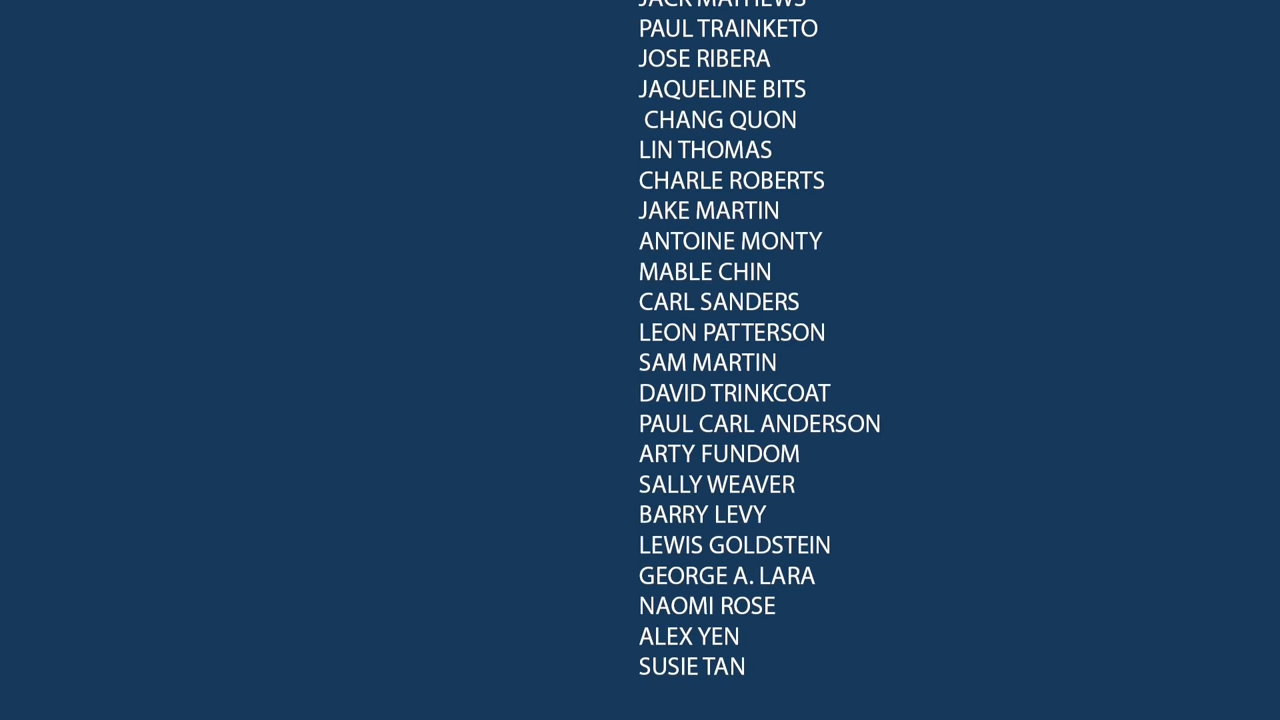 JACK MATHEWS
PAUL TRAINKETO
JOSE RIBERA
JAQUELINE BITS
CHANG QUON
LIN THOMAS
CHARLE ROBERTS
JAKE MARTIN
ANTOINE MONTY
MABLE CHIN
CARL SANDERS
LEON PATTERSON
SAM MARTIN
DAVID TRINKCOAT
PAUL CARL ANDERSON
ARTY FUNDOM
SALLY WEAVER
BARRY LEVY
LEWIS GOLDSTEIN
GEORGE A. LARA
NAOMI ROSE
ALEX YEN
SUSIE TAN